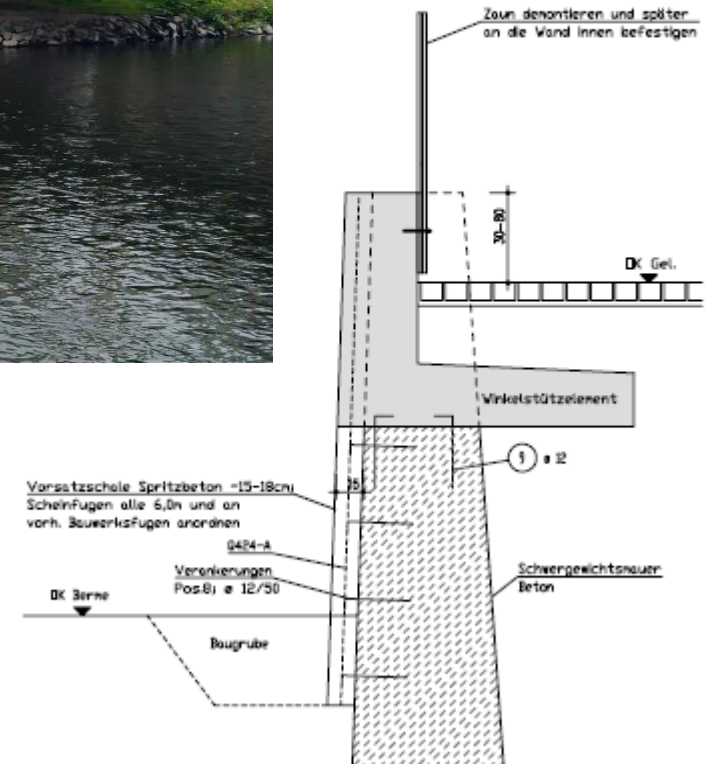 Zaun demontieren und später
an die Wand innen befestigen
30-80
OK Gel.
Winkelstützelement
9 ø 12
Vorsatzschale Spritzbeton ~15-18cm;
Scheinfugen alle 6,0m und an
vorh. Bauwerksfugen anordnen
Q424-A
Verankerungen
Pos.8; ø 12/50
OK Berme
Baugrube
Schwergewichtsmauer
Beton